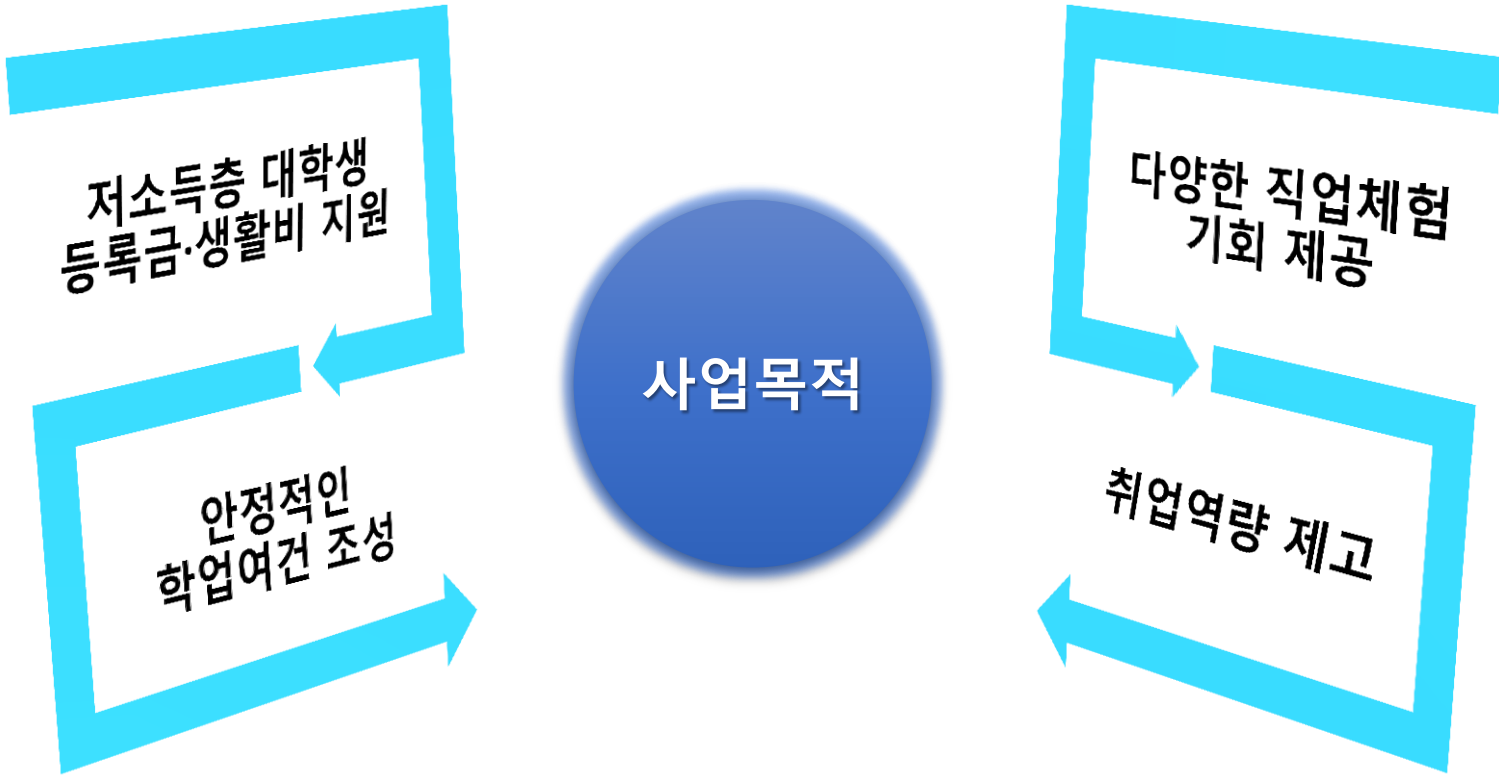 저소득층 대학생
등록금·생활비 지원
안정적인
학업여건 조성
사업목적
다양한 직업체험
기회 제공
취업역량 제고